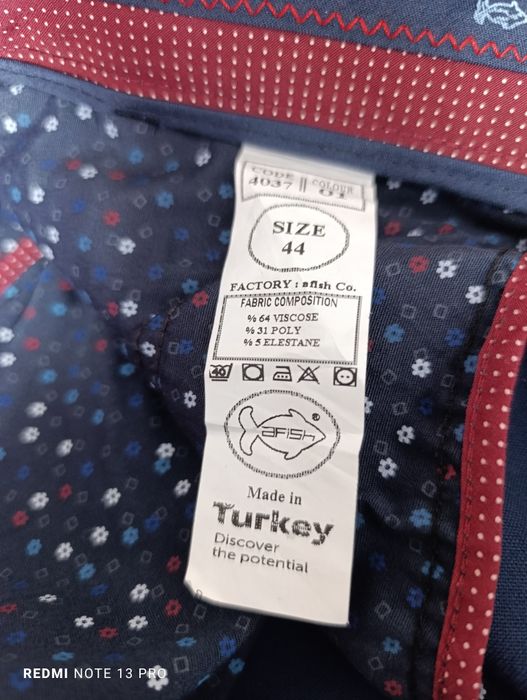 CODE || COLOUR
4037 || 01
SIZE
44
FACTORY : afish Co.
FABRIC COMPOSITION
% 64 VISCOSE
% 31 POLY
% 5 ELESTANE
40
®
AFISH
Made in
Turkey
Discover
the potential
REDMI NOTE 13 PRO